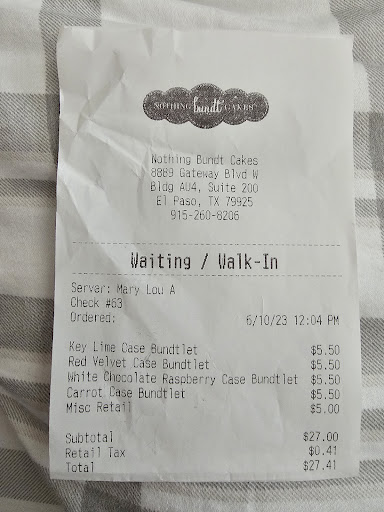 NOTHING bundt CAKES
Nothing Bundt Cakes
8889 Gateway Blvd W
Bldg AU4, Suite 200
El Paso, TX 79925
915-260-8206
Waiting / Walk-In
Server: Mary Lou A
Check #63
Ordered: 6/10/23 12:04 PM
Key Lime Case Bundtlet $5.50
Red Velvet Case Bundtlet $5.50
White Chocolate Raspberry Case Bundtlet $5.50
Carrot Case Bundtlet $5.50
Misc Retail $5.00
Subtotal $27.00
Retail Tax $0.41
Total $27.41